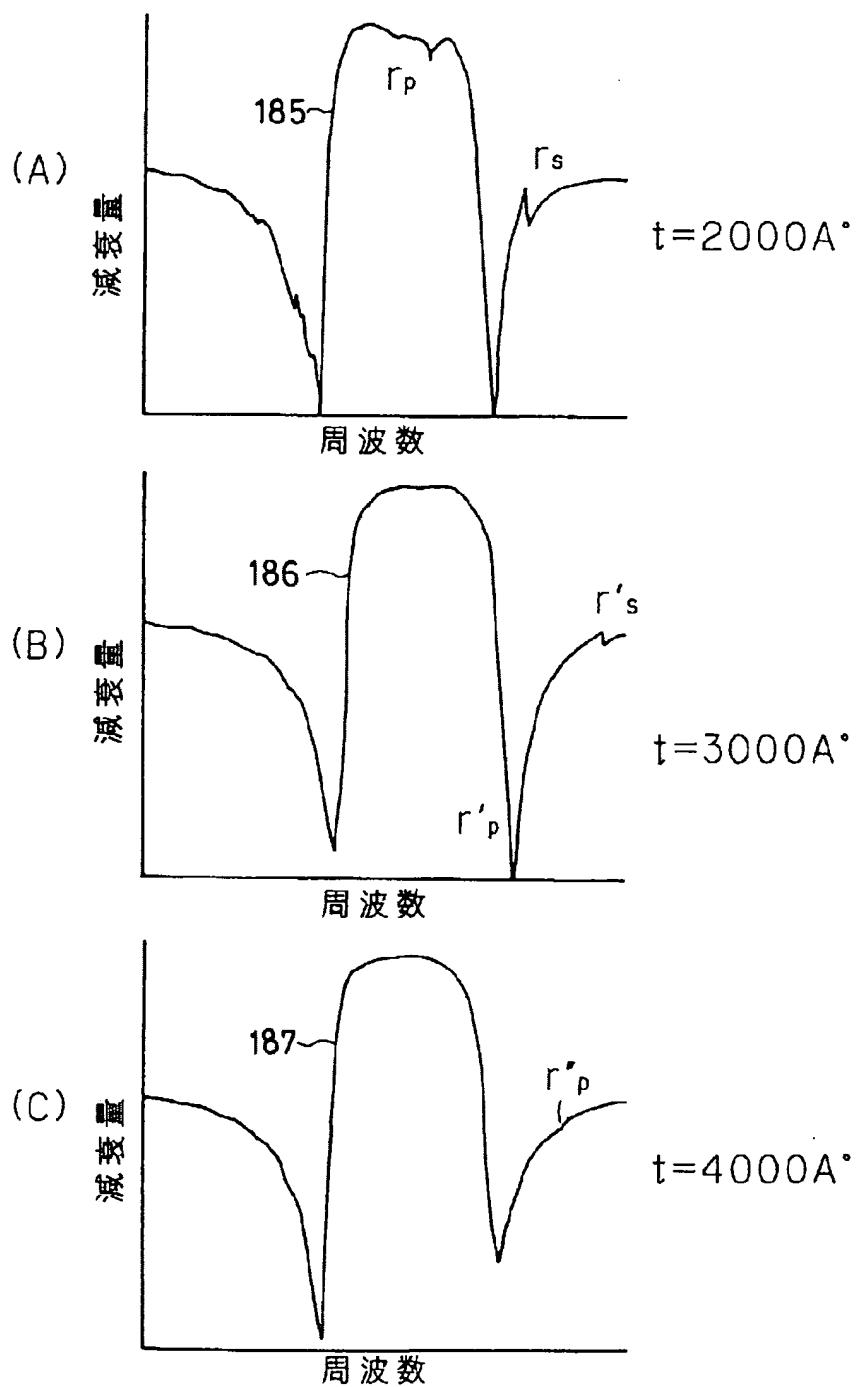 (A)
減衰量
185
rp
rs
t=2000A°
周波数
(B)
減衰量
186
r's
r'p
t=3000A°
周波数
(C)
減衰量
187
r"p
t=4000A°
周波数